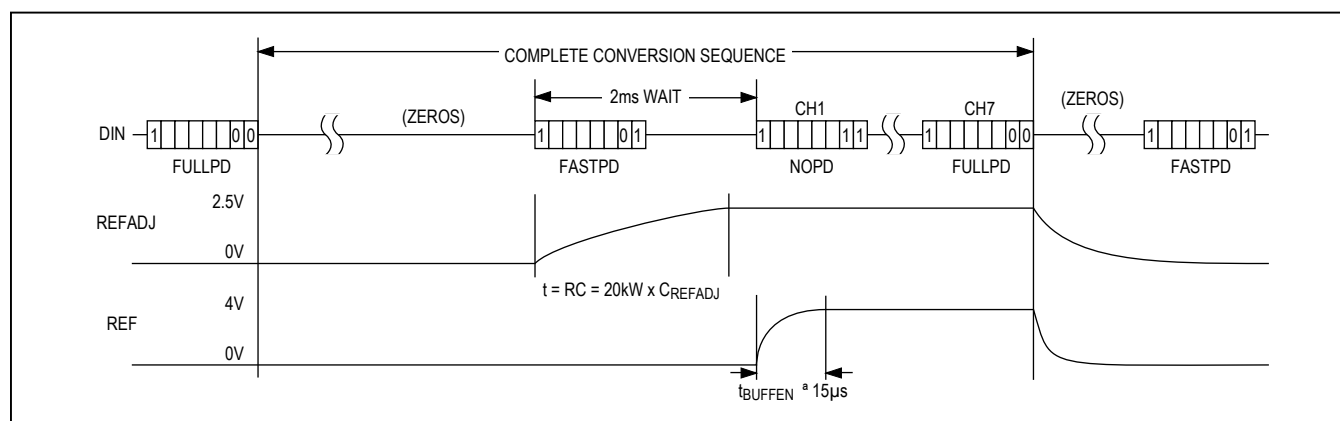 COMPLETE CONVERSION SEQUENCE
2ms WAIT
(ZEROS)
CH1
CH7
(ZEROS)
DIN
1 0 0
1 0 1
1 1 1
1 0 0
1 0 1
FULLPD
FASTPD
NOPD
FULLPD
FASTPD
2.5V
REFADJ
0V
t = RC = 20kW x CREFADJ
4V
REF
0V
tBUFFEN ª 15µs